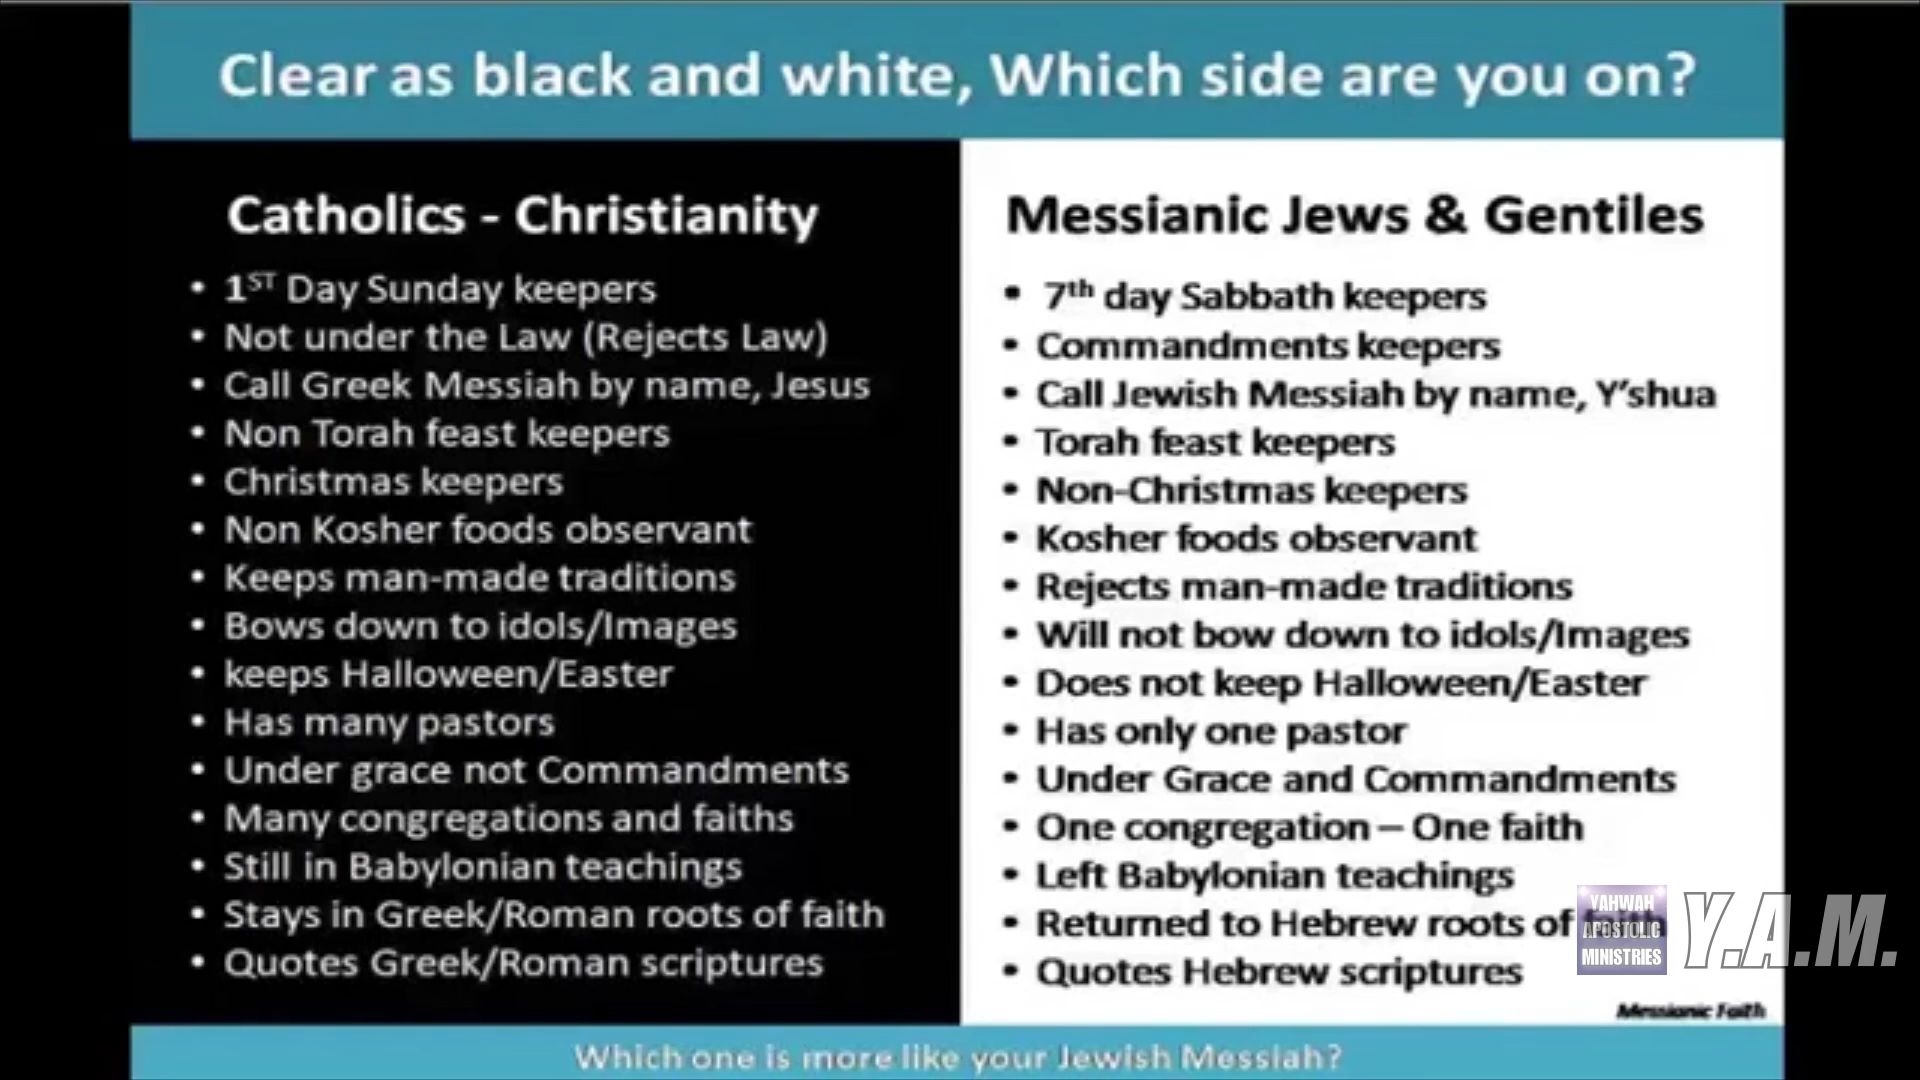 Clear as black and white, Which side are you on?
Catholics - Christianity
• 1ST Day Sunday keepers
• Not under the Law (Rejects Law)
• Call Greek Messiah by name, Jesus
• Non Torah feast keepers
• Christmas keepers
• Non Kosher foods observant
• Keeps man-made traditions
• Bows down to idols/Images
• keeps Halloween/Easter
• Has many pastors
• Under grace not Commandments
• Many congregations and faiths
• Still in Babylonian teachings
• Stays in Greek/Roman roots of faith
• Quotes Greek/Roman scriptures
Messianic Jews & Gentiles
• 7th day Sabbath keepers
• Commandments keepers
• Call Jewish Messiah by name, Y'shua
• Torah feast keepers
• Non-Christmas keepers
• Kosher foods observant
• Rejects man-made traditions
• Will not bow down to idols/Images
• Does not keep Halloween/Easter
• Has only one pastor
• Under Grace and Commandments
• One congregation – One faith
• Left Babylonian teachings
• Returned to Hebrew roots of faith
• Quotes Hebrew scriptures
YAHWAH
APOSTOLIC
MINISTRIES
Y.A.M.
Messianic Faith
Which one is more like your Jewish Messiah?